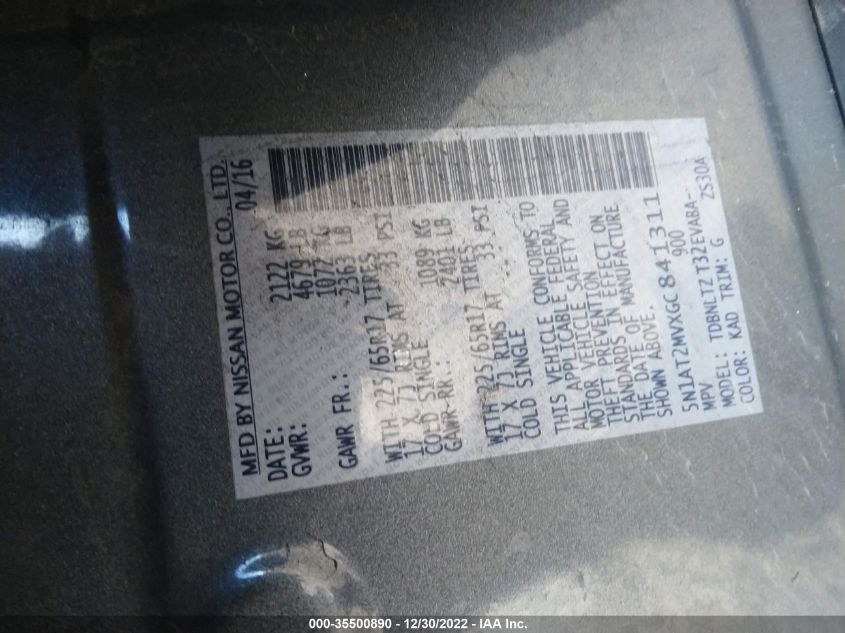 MFD BY NISSAN MOTOR CO., LTD.
DATE: 04/16
GVWR: 2122 KG
4679 LB
GAWR FR.: 1072 KG
2363 LB
WITH 225/65R17 TIRES
17 X 7J RIMS AT 33 PSI
COLD SINGLE
GAWR RR.: 1089 KG
2401 LB
WITH 225/65R17 TIRES
17 X 7J RIMS AT 33 PSI
COLD SINGLE
THIS VEHICLE CONFORMS TO
ALL APPLICABLE FEDERAL
MOTOR VEHICLE SAFETY AND
THEFT PREVENTION
STANDARDS IN EFFECT ON
THE DATE OF MANUFACTURE
SHOWN ABOVE.
5N1AT2MVXGC841311
MPV 900
MODEL: TDBNLTZ T32EVABA-
COLOR: KAD TRIM: G ZS30A
000-35500890 - 12/30/2022 - IAA Inc.